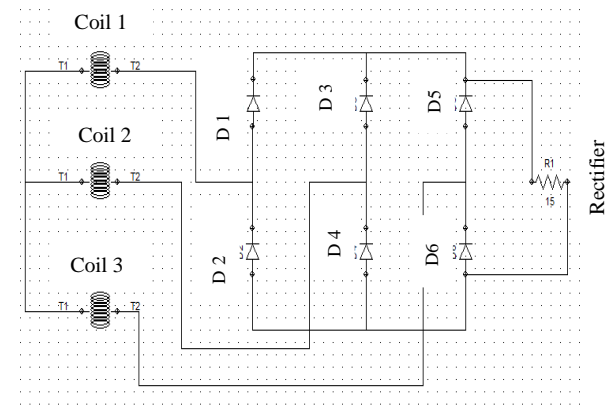 Coil 1
T1 T2
D 1
D 3
D5
Coil 2
T1 T2
R1
15
Rectifier
D 2
D 4
D6
Coil 3
T1 T2